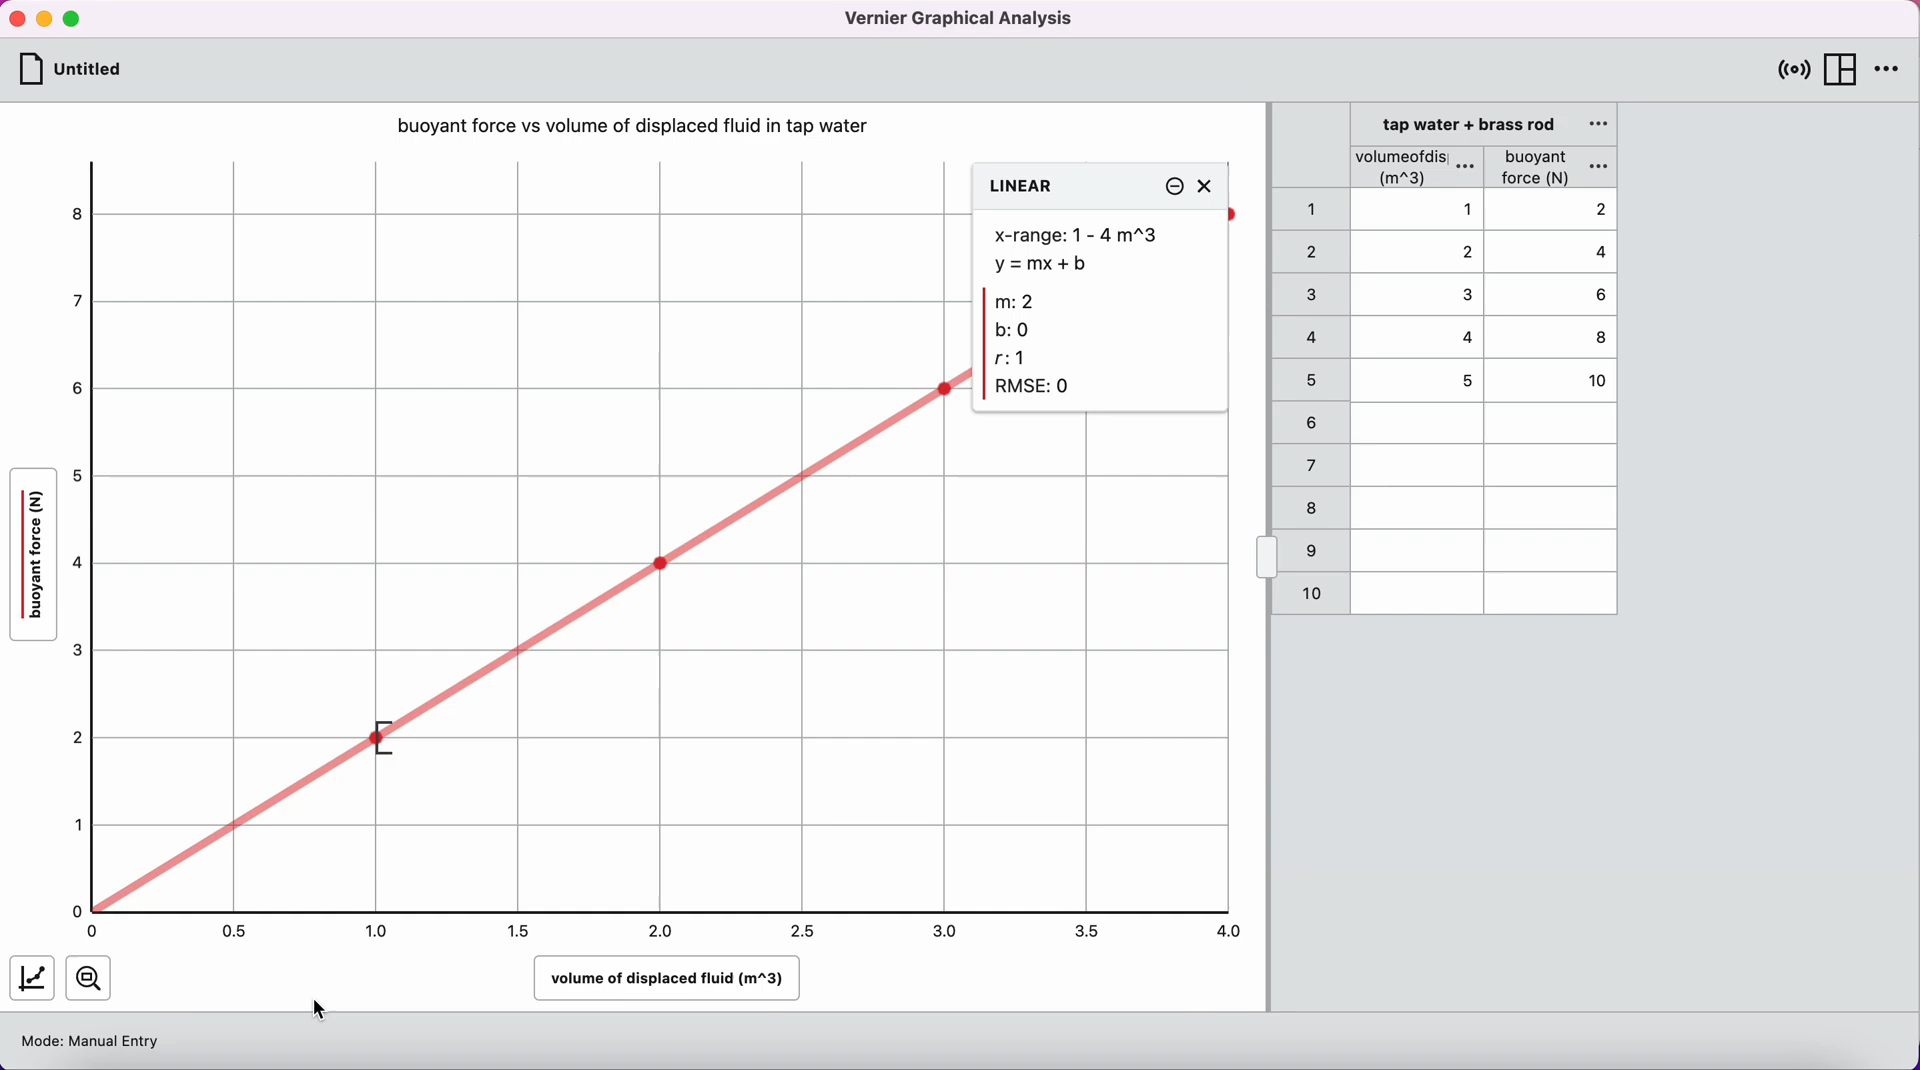 Vernier Graphical Analysis
Untitled
buoyant force vs volume of displaced fluid in tap water
8
7
6
5
4
3
2
1
0
buoyant force (N)
0 0.5 1.0 1.5 2.0 2.5 3.0 3.5 4.0
volume of displaced fluid (m^3)
LINEAR
x-range: 1 - 4 m^3
y = mx + b
m: 2
b: 0
r: 1
RMSE: 0
tap water + brass rod
volumeofdis buoyant
(m^3) force (N)
1 1 2
2 2 4
3 3 6
4 4 8
5 5 10
6
7
8
9
10
Mode: Manual Entry